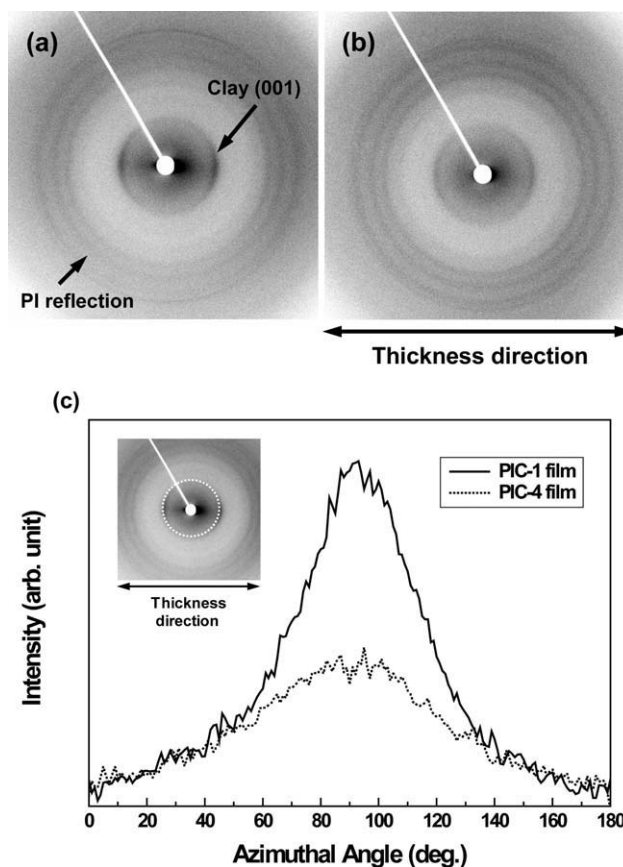 (a)
Clay (001)
PI reflection
(b)
Thickness direction
(c)
Intensity (arb. unit)
Thickness
direction
PIC-1 film
PIC-4 film
0 20 40 60 80 100 120 140 160 180
Azimuthal Angle (deg.)